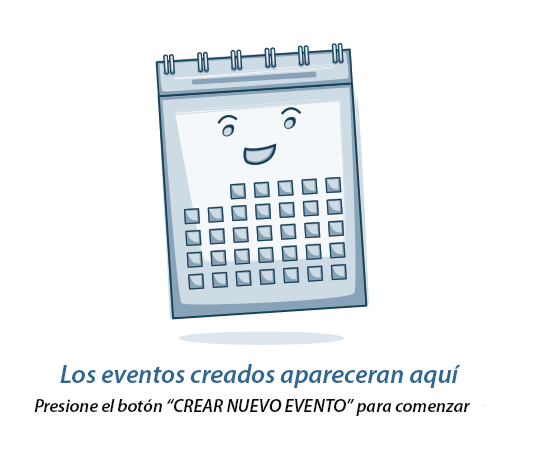 Los eventos creados apareceran aquí
Presione el botón “CREAR NUEVO EVENTO” para comenzar